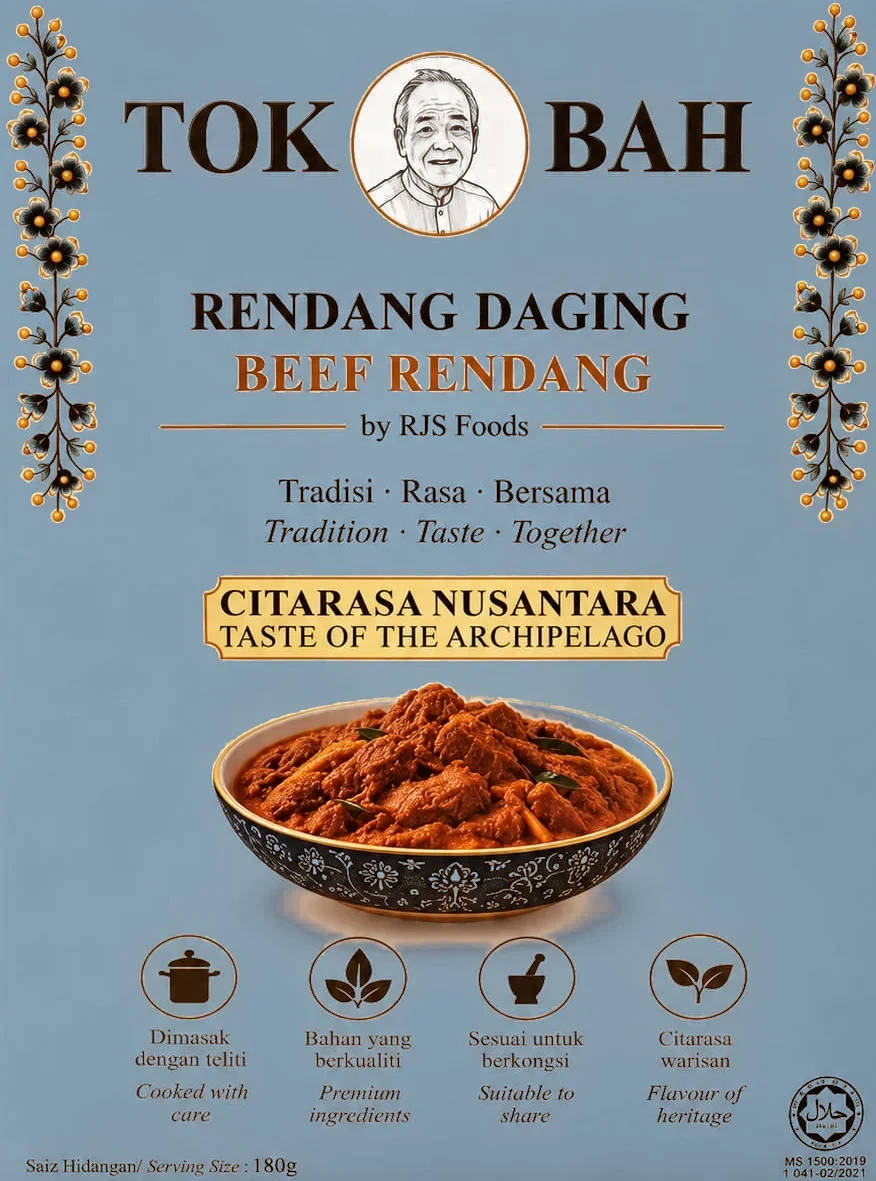 TOK BAH
RENDANG DAGING
BEEF RENDANG
by RJS Foods
Tradisi · Rasa · Bersama
Tradition · Taste · Together
CITARASA NUSANTARA
TASTE OF THE ARCHIPELAGO
Dimasak
dengan teliti
Cooked with
care
Bahan yang
berkualiti
Premium
ingredients
Sesuai untuk
berkongsi
Suitable to
share
Citarasa
warisan
Flavour of
heritage
Saiz Hidangan/ Serving Size : 180g
حلال
MS 1500:2019
1 041-02/2021